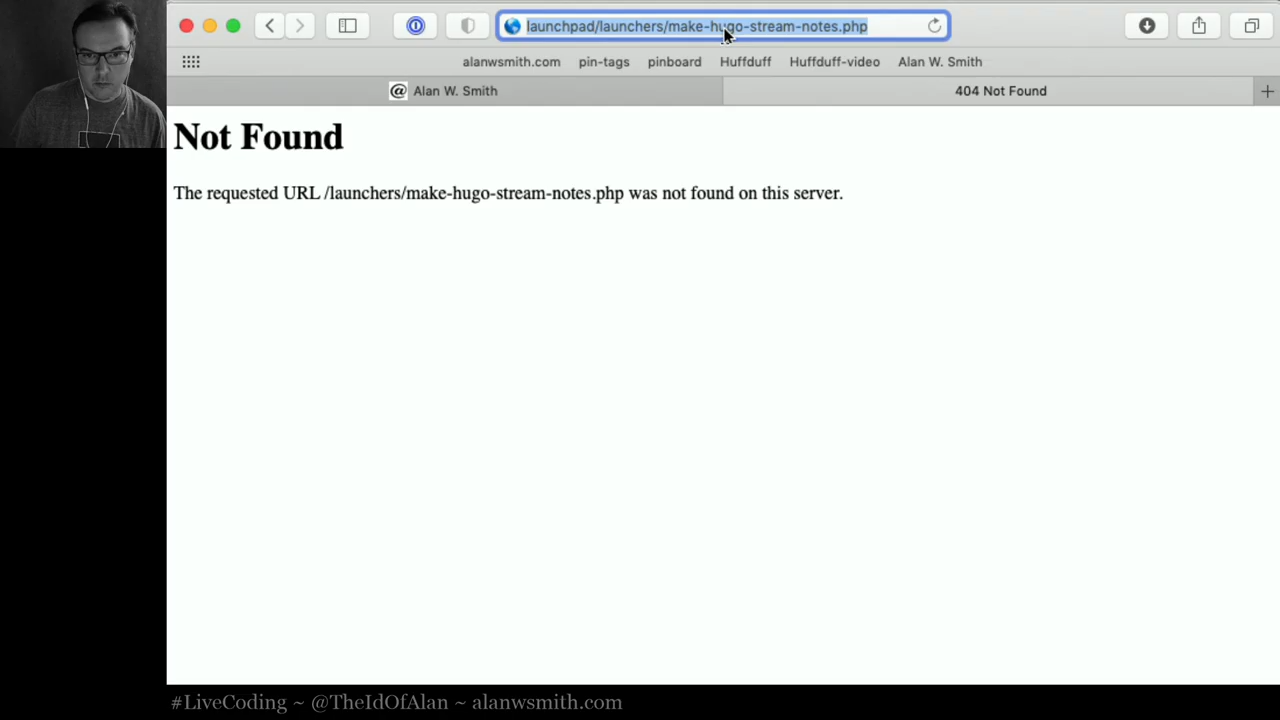 launchpad/launchers/make-hugo-stream-notes.php
alanwsmith.com pin-tags pinboard Huffduff Huffduff-video Alan W. Smith
@ Alan W. Smith 404 Not Found
Not Found
The requested URL /launchers/make-hugo-stream-notes.php was not found on this server.
#LiveCoding ~ @TheIdOfAlan ~ alanwsmith.com